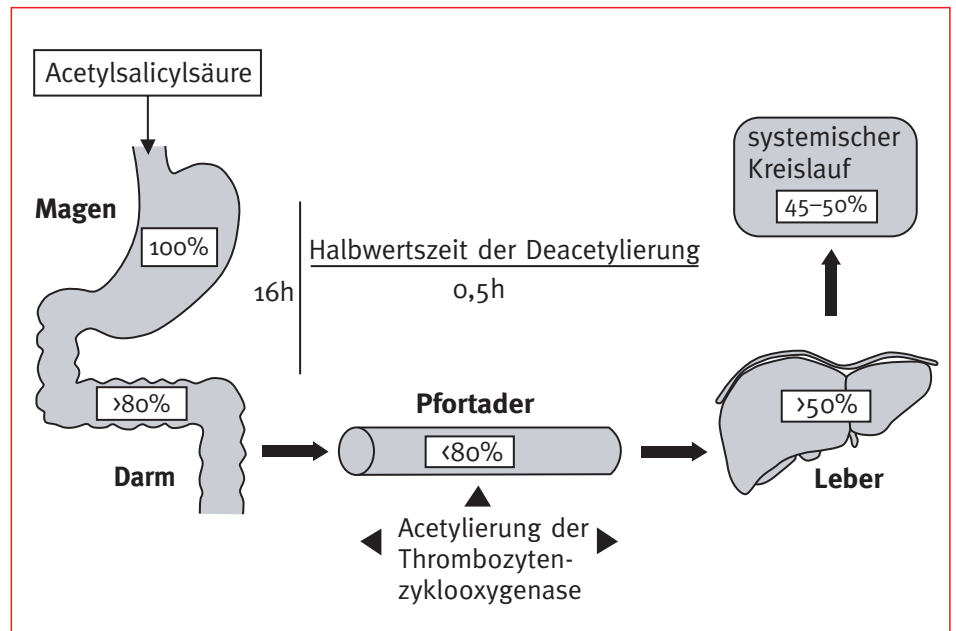 Acetylsalicylsäure
Magen
100%
16h
Halbwertszeit der Deacetylierung
0,5h
systemischer
Kreislauf
45–50%
>80%
Darm
Pfortader
<80%
>50%
Leber
Acetylierung der
Thrombozyten-
zyklooxygenase